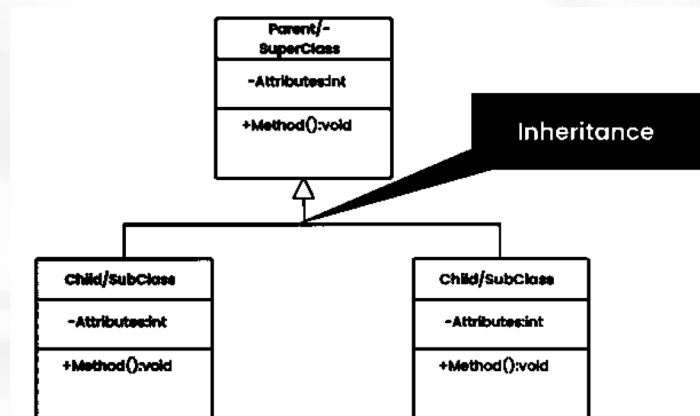 Parent/-
SuperClass
-Attributes:int
+Method():void
Inheritance
Child/SubClass
-Attributes:int
+Method():void
Child/SubClass
-Attributes:int
+Method():void